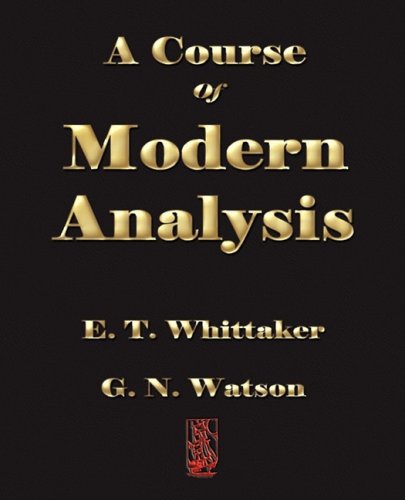 A Course
Of
Modern
Analysis
E. T. Whittaker
G. N. Watson